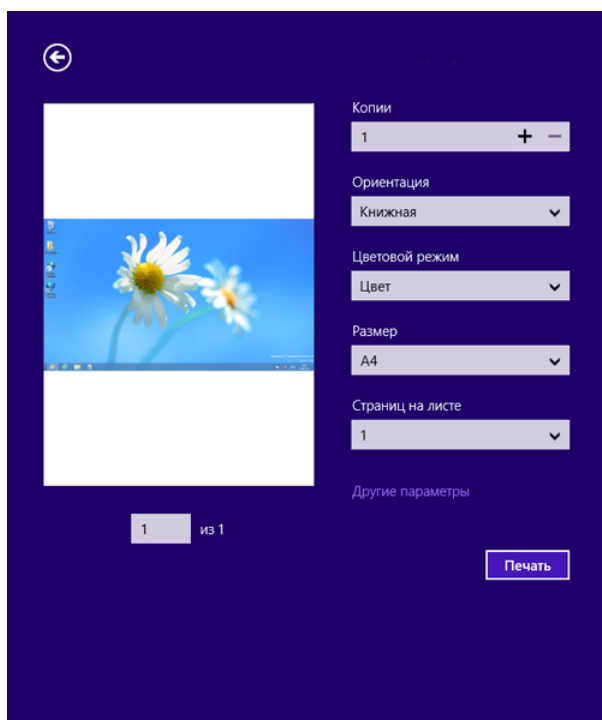 Копии
1
Ориентация
Книжная
Цветовой режим
Цвет
Размер
A4
Страниц на листе
1
Другие параметры
1 из 1
Печать